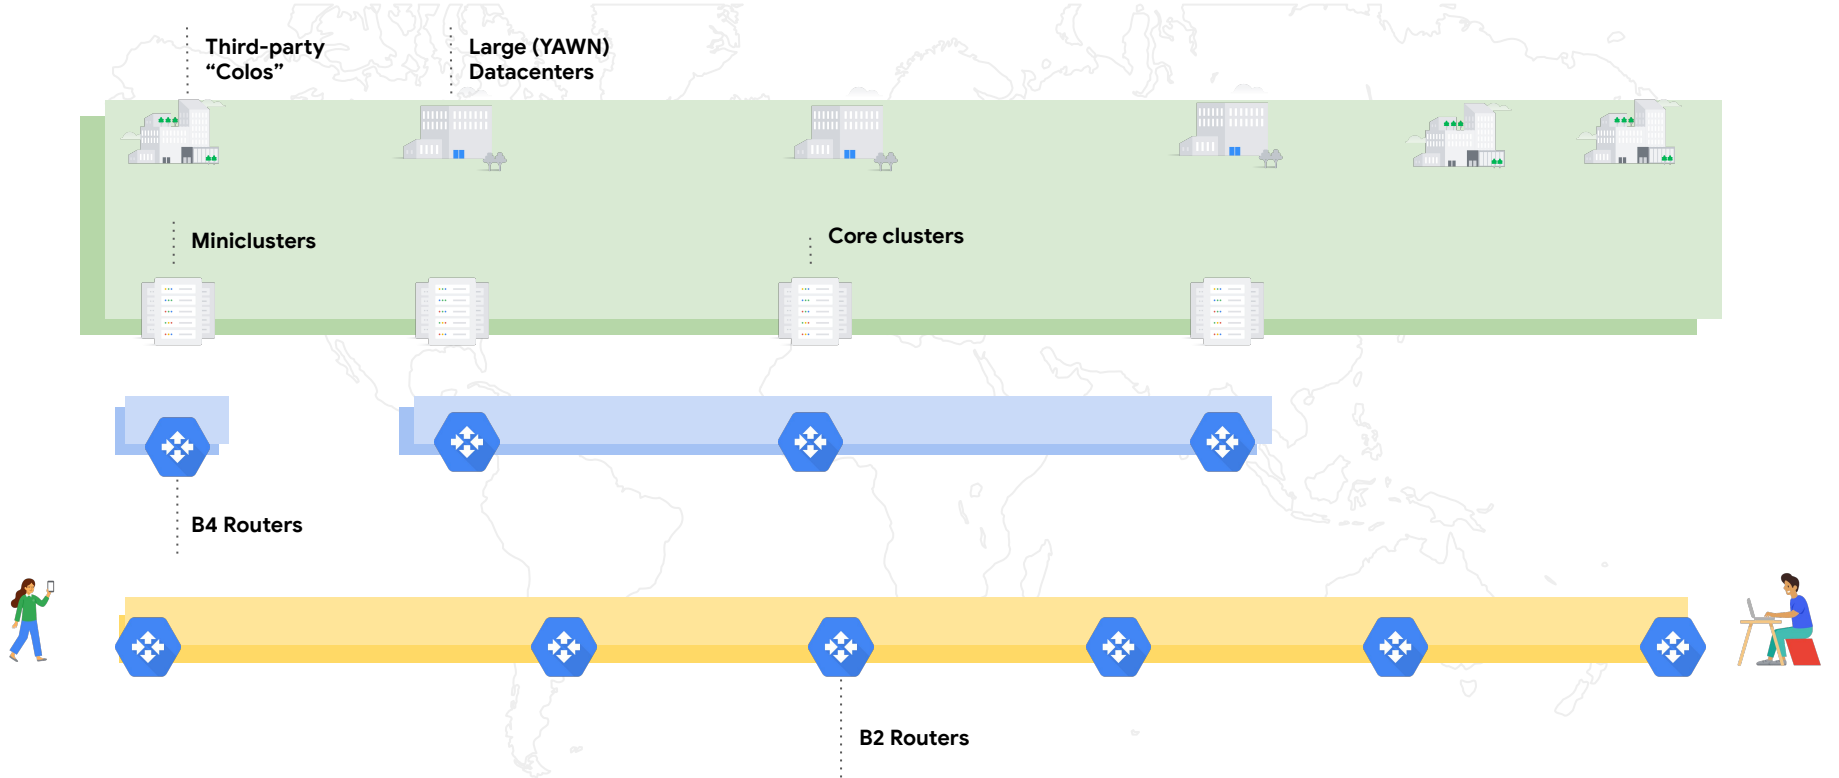 Third-party
“Colos”
Large (YAWN)
Datacenters
Miniclusters
Core clusters
B4 Routers
B2 Routers